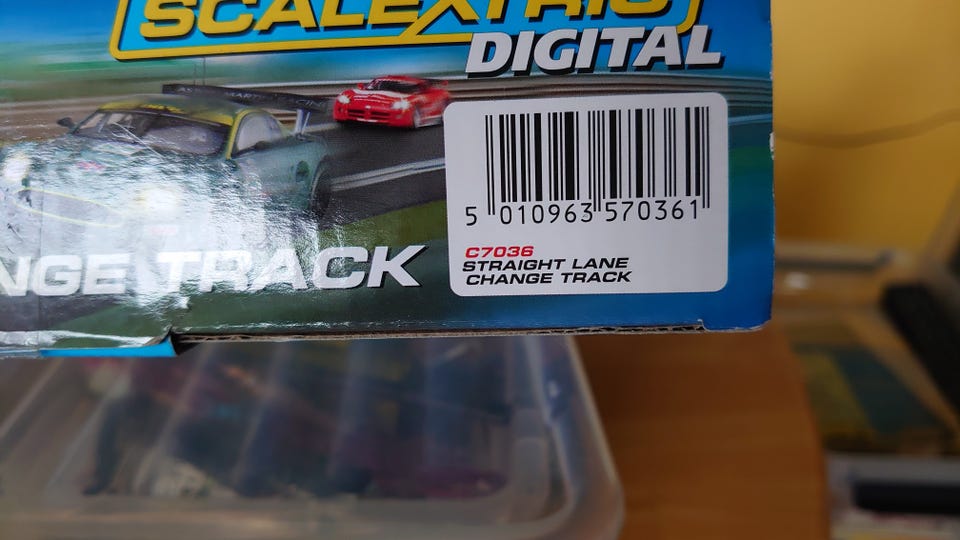 SCALEXTRIC
DIGITAL
NGE TRACK
5 010963 570361
C7036
STRAIGHT LANE
CHANGE TRACK